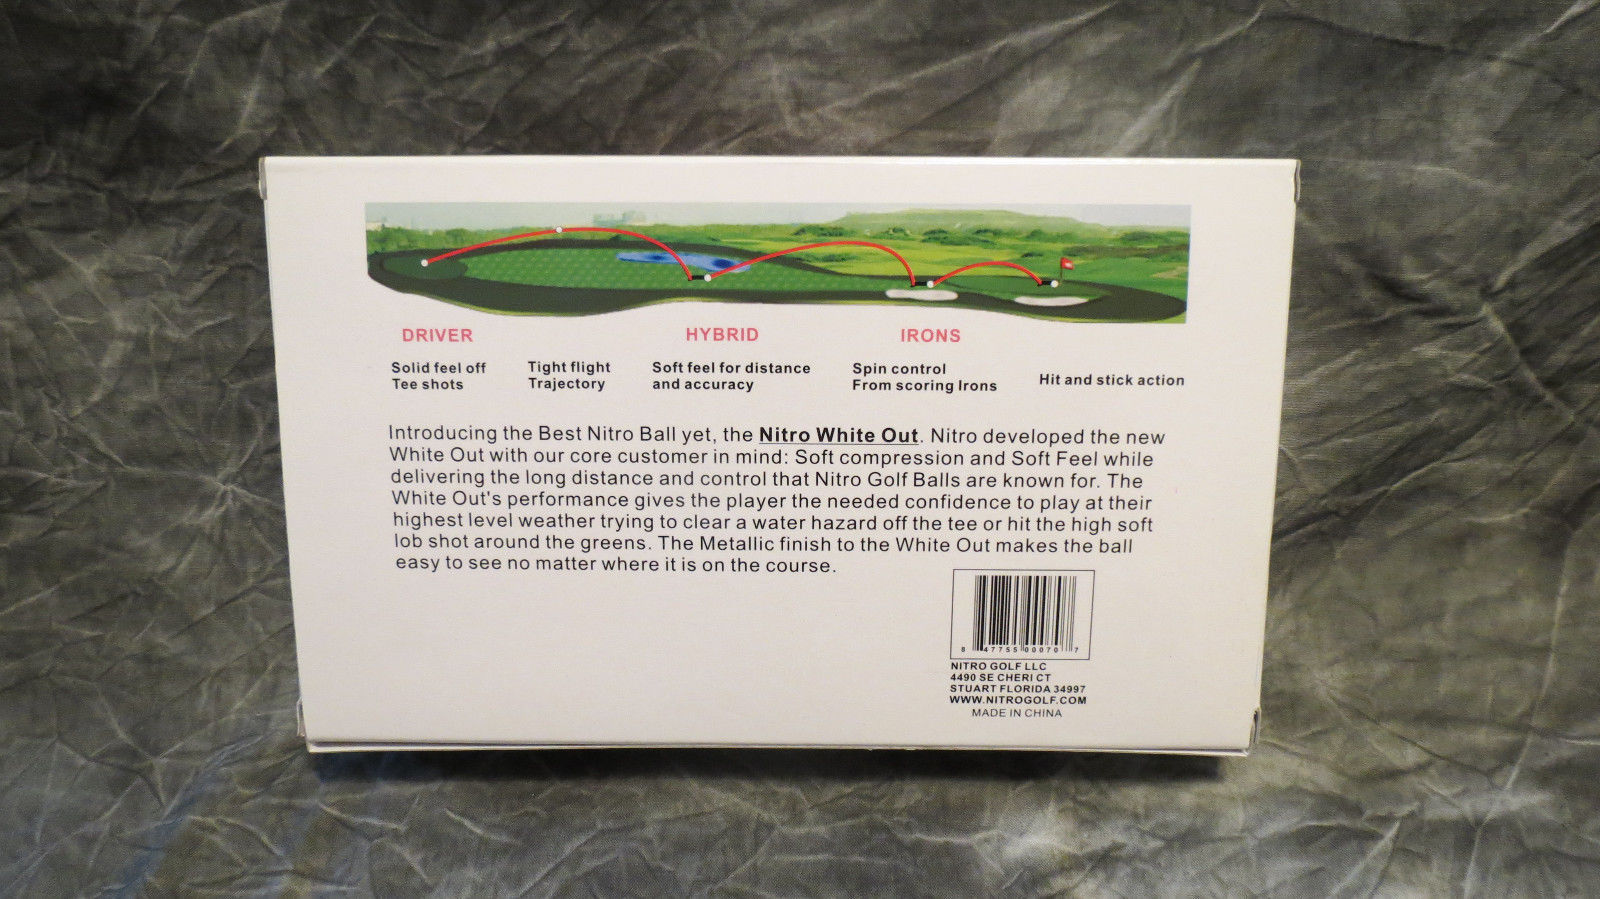 DRIVER HYBRID IRONS
Solid feel off Tight flight Soft feel for distance Spin control Hit and stick action
Tee shots Trajectory and accuracy From scoring Irons
Introducing the Best Nitro Ball yet, the Nitro White Out. Nitro developed the new
White Out with our core customer in mind: Soft compression and Soft Feel while
delivering the long distance and control that Nitro Golf Balls are known for. The
White Out's performance gives the player the needed confidence to play at their
highest level weather trying to clear a water hazard off the tee or hit the high soft
lob shot around the greens. The Metallic finish to the White Out makes the ball
easy to see no matter where it is on the course.
8 47755 00070 7
NITRO GOLF LLC
4490 SE CHERI CT
STUART FLORIDA 34997
WWW.NITROGOLF.COM
MADE IN CHINA